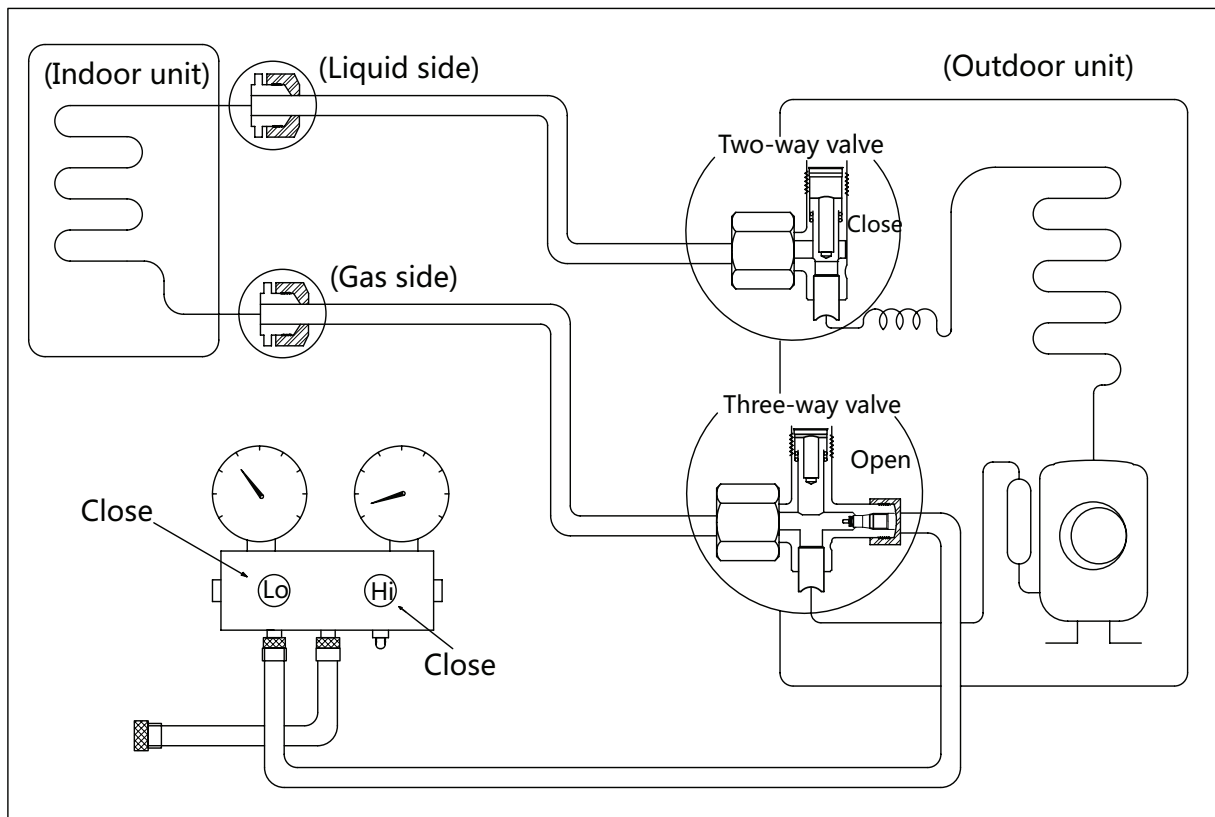 (Indoor unit)
(Liquid side)
(Outdoor unit)
Two-way valve
Close
(Gas side)
Three-way valve
Open
Close
Lo
Hi
Close